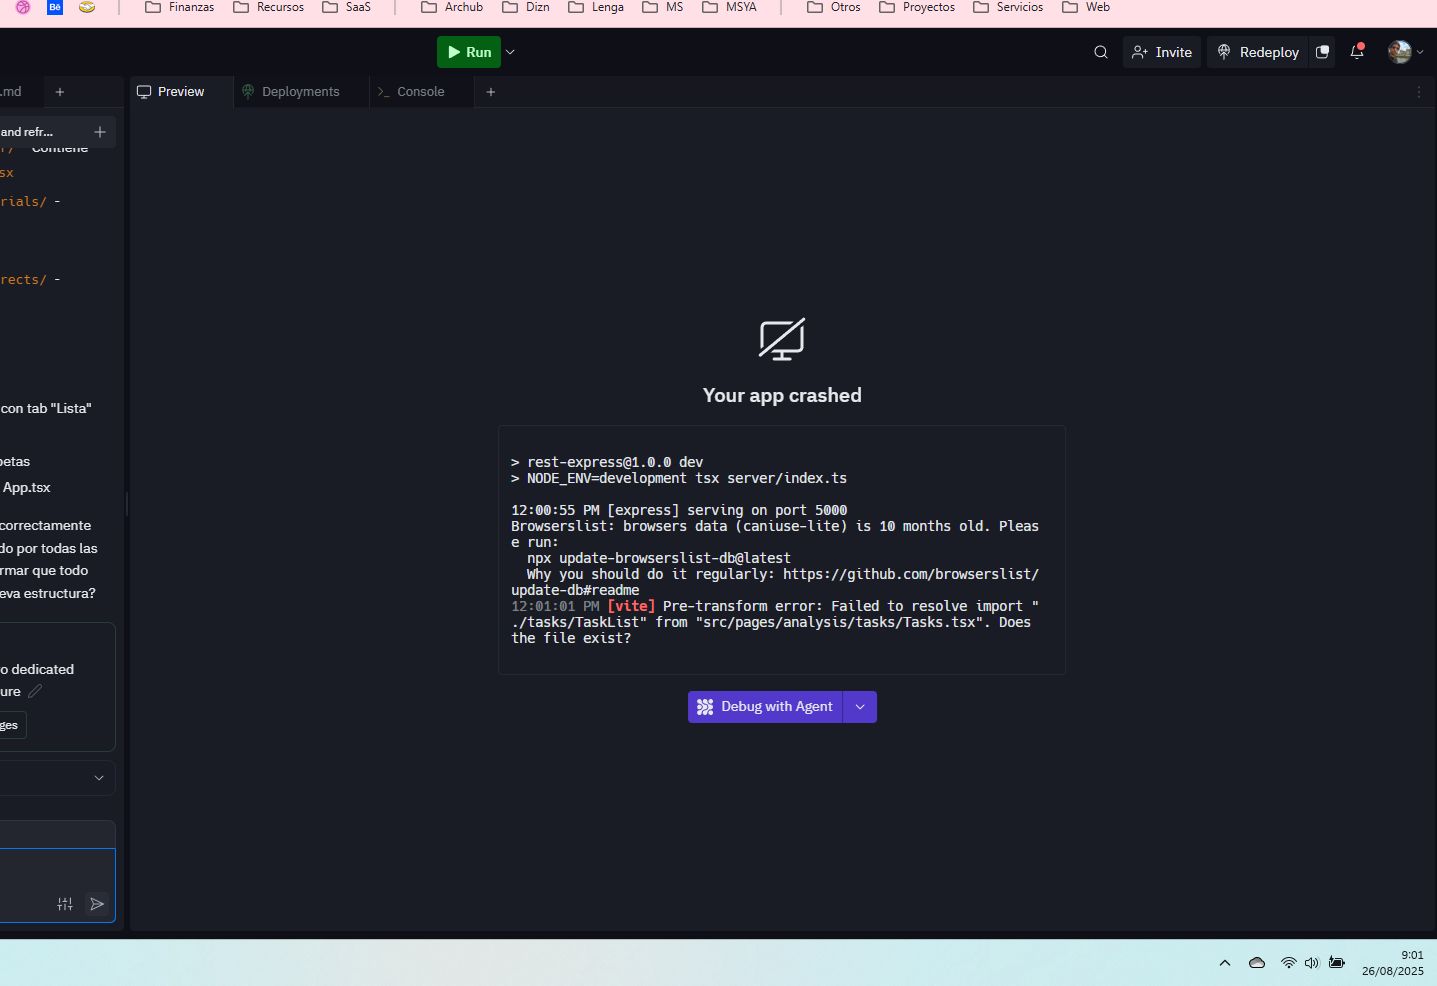 Bē
Finanzas
Recursos
SaaS
Archub
Dizn
Lenga
MS
MSYA
Otros
Proyectos
Servicios
Web
Run
Invite
Redeploy
.md
Preview
Deployments
Console
and refr...
Contiene
sx
rials/ -
rects/ -
con tab "Lista"
petas
App.tsx
correctamente
do por todas las
rmar que todo
eva estructura?
o dedicated
ure
ges
Your app crashed
> rest-express@1.0.0 dev
> NODE_ENV=development tsx server/index.ts
12:00:55 PM [express] serving on port 5000
Browserslist: browsers data (caniuse-lite) is 10 months old. Pleas
e run:
npx update-browserslist-db@latest
Why you should do it regularly: https://github.com/browserslist/
update-db#readme
12:01:01 PM [vite] Pre-transform error: Failed to resolve import "
./tasks/TaskList" from "src/pages/analysis/tasks/Tasks.tsx". Does
the file exist?
Debug with Agent
9:01
26/08/2025